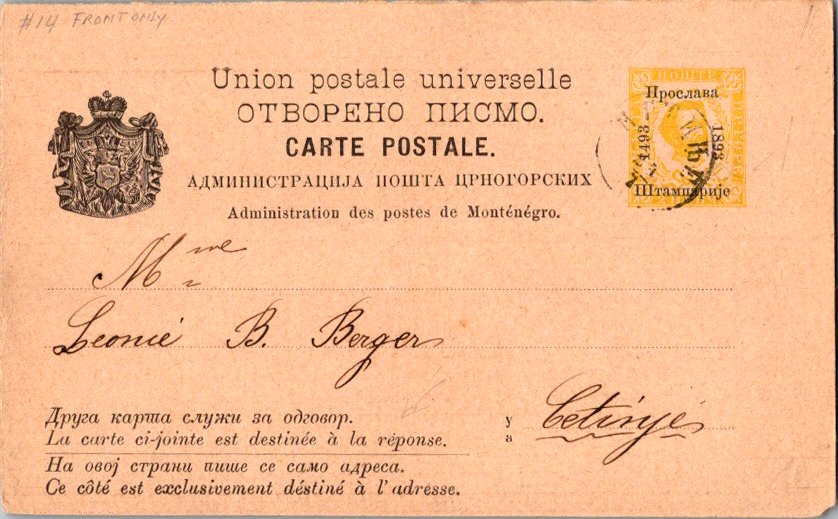 #14 FRONT ONLY
Union postale universelle
ОТВОРЕНО ПИСМО.
CARTE POSTALE.
АДМИНИСТРАЦИЈА ПОШТА ЦРНОГОРСКИХ
Administration des postes de Monténégro.
Прослава
1493
1893
Штампарије
Mme
Leonie B. Berger
Друга карта служи за одговор.
La carte ci-jointe est destinée à la réponse.
у
a
Cetinje
На овој страни пише се само адреса.
Ce côté est exclusivement déstiné à l'adresse.